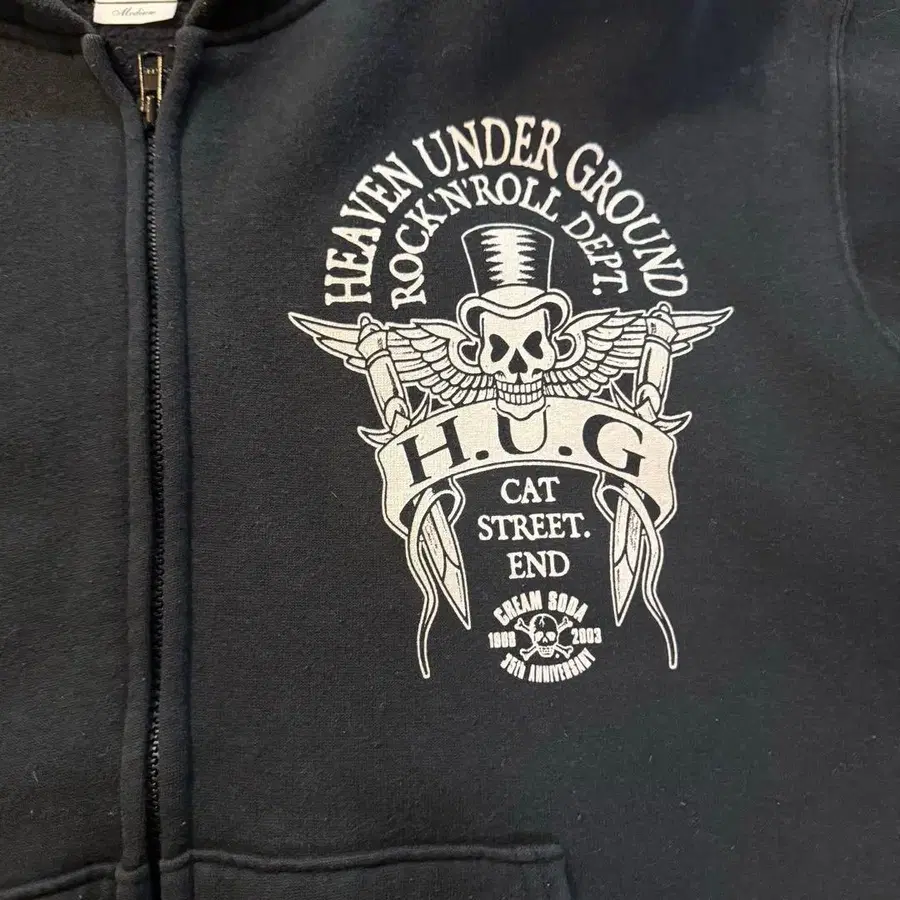 Medium
HEAVEN UNDER GROUND.
ROCK'N'ROLL DEPT.
H.U.G
CAT
STREET.
END
CREAM SODA
1968 2003
35th ANNIVERSARY